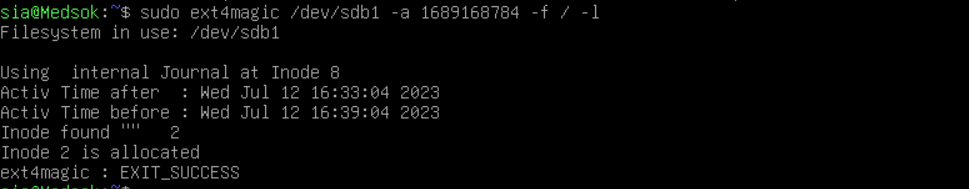 sia@Medsok:~$ sudo ext4magic /dev/sdb1 -a 1689168784 -f / -l
Filesystem in use: /dev/sdb1
Using  internal Journal at Inode 8
Activ Time after  : Wed Jul 12 16:33:04 2023
Activ Time before : Wed Jul 12 16:39:04 2023
Inode found ""   2
Inode 2 is allocated
ext4magic : EXIT_SUCCESS
sia@Medsok:~$